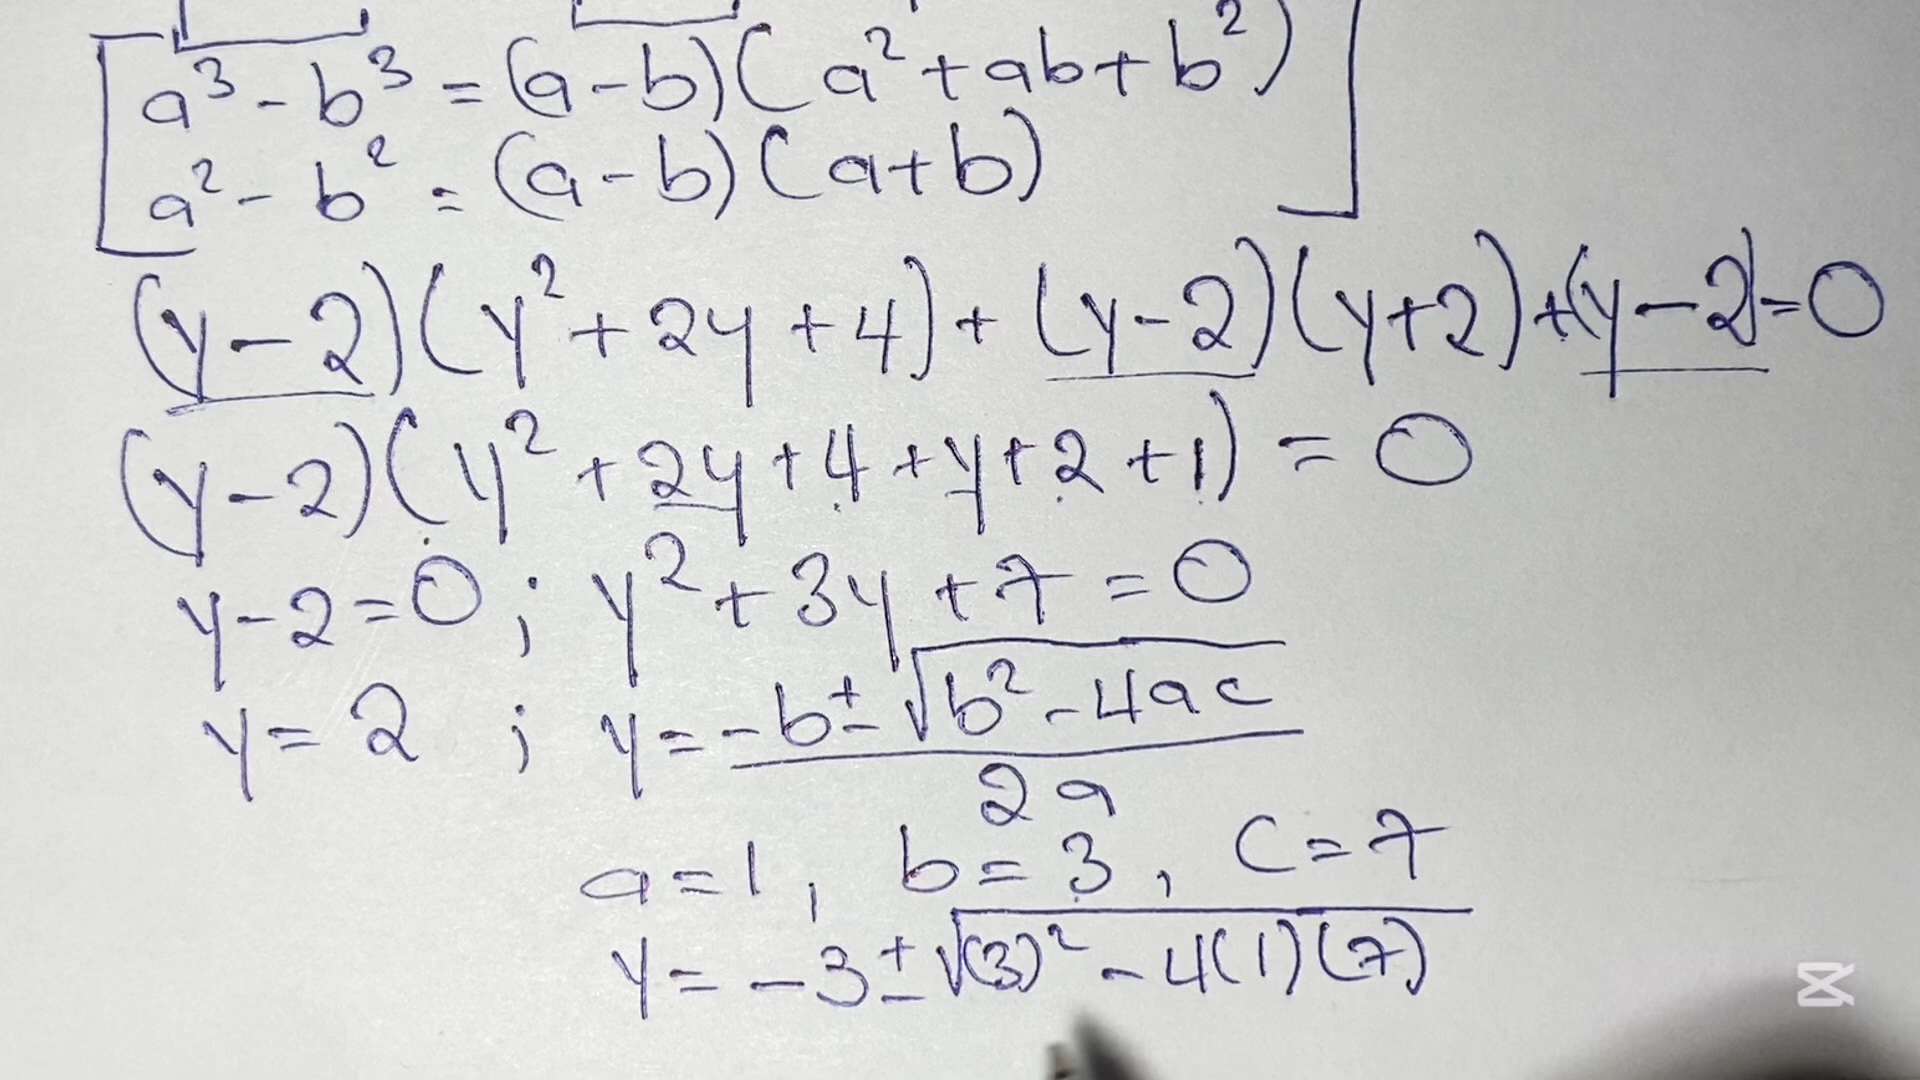 a³ - b³ = (a-b)(a²+ab+b²)
a² - b² = (a-b)(a+b)
(y-2)(y²+2y+4)+(y-2)(y+2)+(y-2)=0
(y-2)(y²+2y+4+y+2+1)=0
y-2=0 ; y²+3y+7=0
y=2 ; y=-b±√b²-4ac
2a
a=1, b=3, c=7
y=-3±√(3)²-4(1)(7)